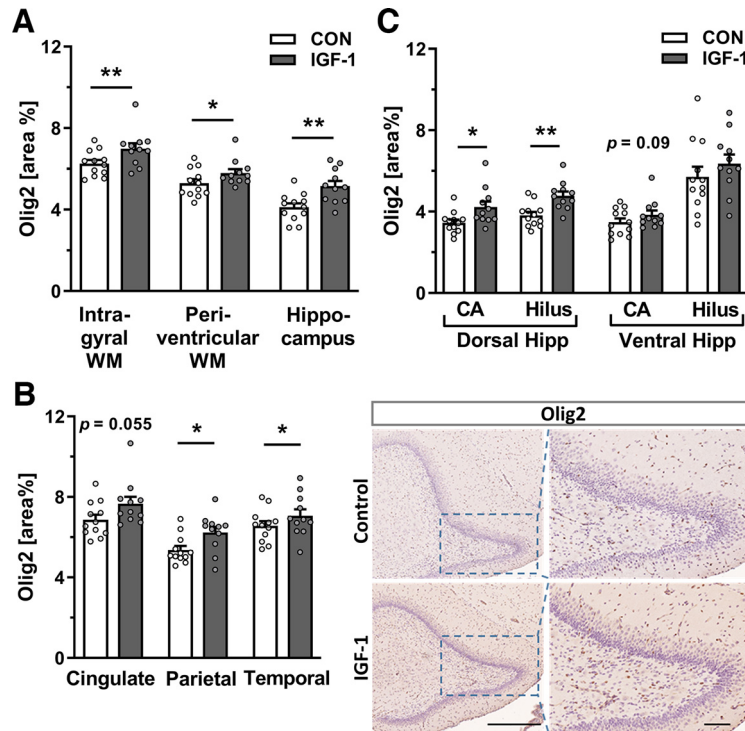 A
CON
IGF-1
Olig2 [area %]
12
8
4
0
**
*
**
Intra-
gyral
WM
Peri-
ventricular
WM
Hippo-
campus
C
CON
IGF-1
Olig2 [area %]
12
8
4
0
*
**
p = 0.09
CA
Hilus
CA
Hilus
Dorsal Hipp
Ventral Hipp
B
Olig2 [area%]
12
8
4
0
p = 0.055
*
*
Cingulate
Parietal
Temporal
Olig2
Control
IGF-1